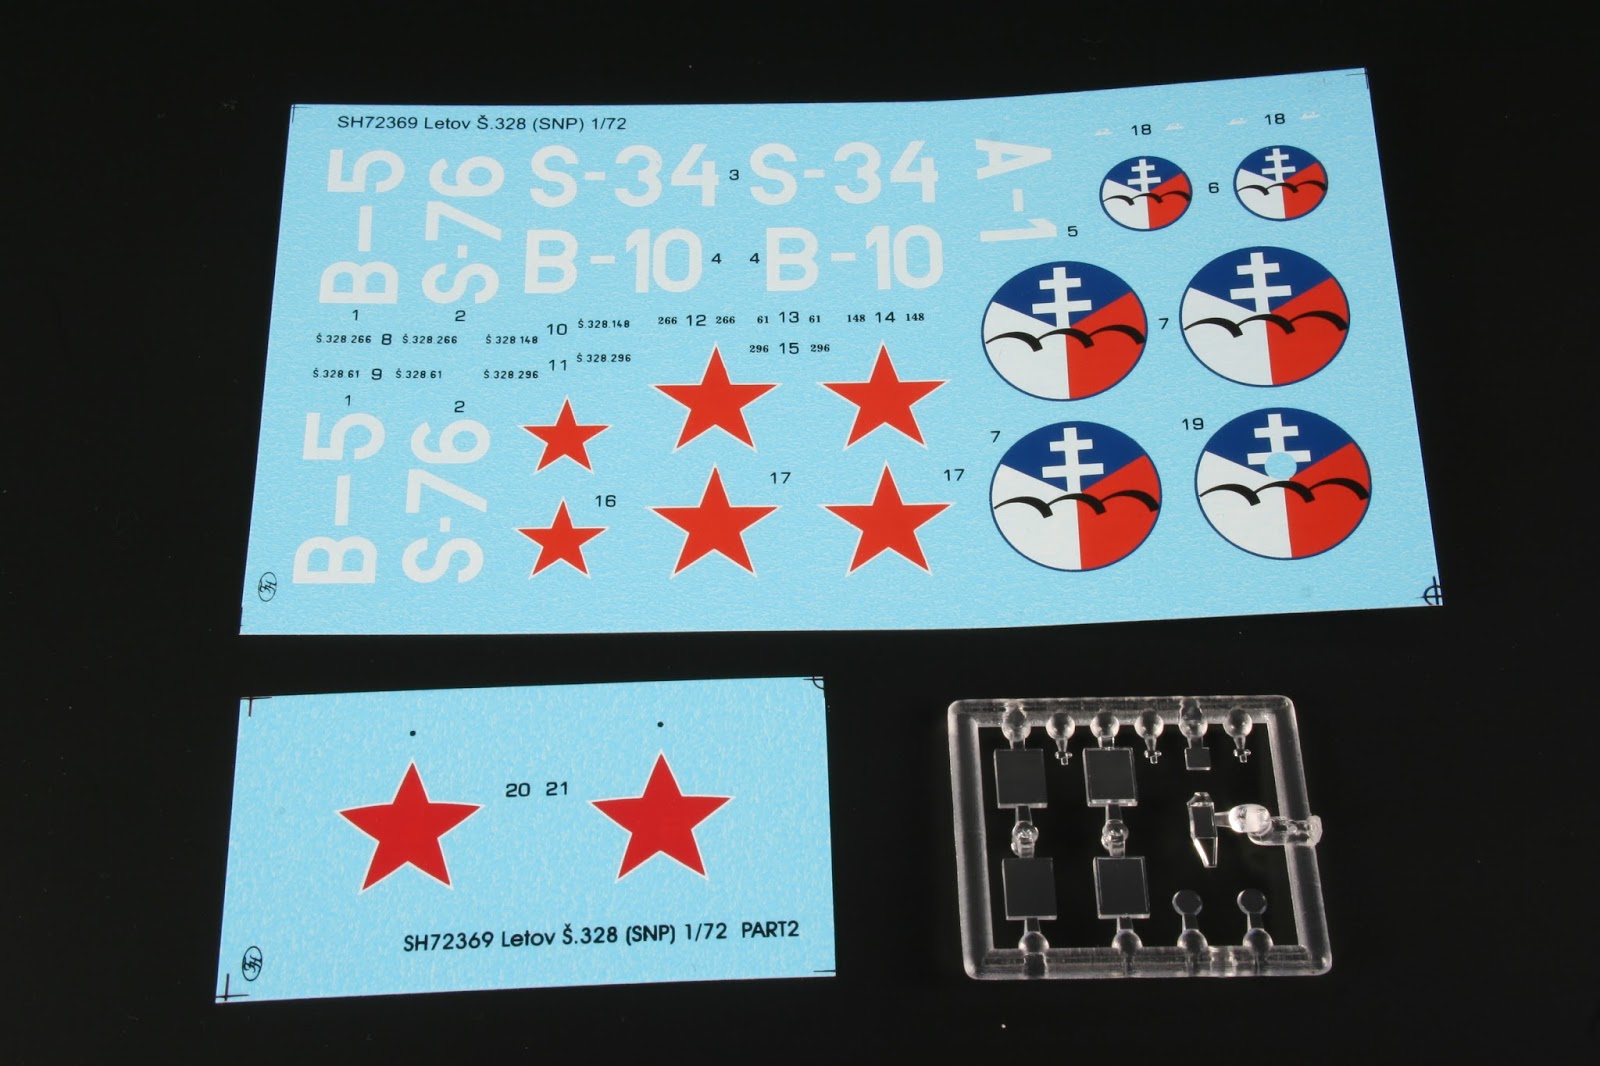 SH72369 Letov Š.328 (SNP) 1/72
18 18
B-5 S-76 S-34 3 S-34 A-1
6
5
B-10 4 4 B-10
1 2
7
Š.328 266 8 Š.328.266 Š.328 148 10 Š.328.148 266 12 266 61 13 61 148 14 148
Š.328.61 9 Š.328.61 Š.328.296 11 Š.328.296 296 15 296
1 2
B-5 S-76
7 19
16 17 17
20 21
SH72369 Letov Š.328 (SNP) 1/72 PART2